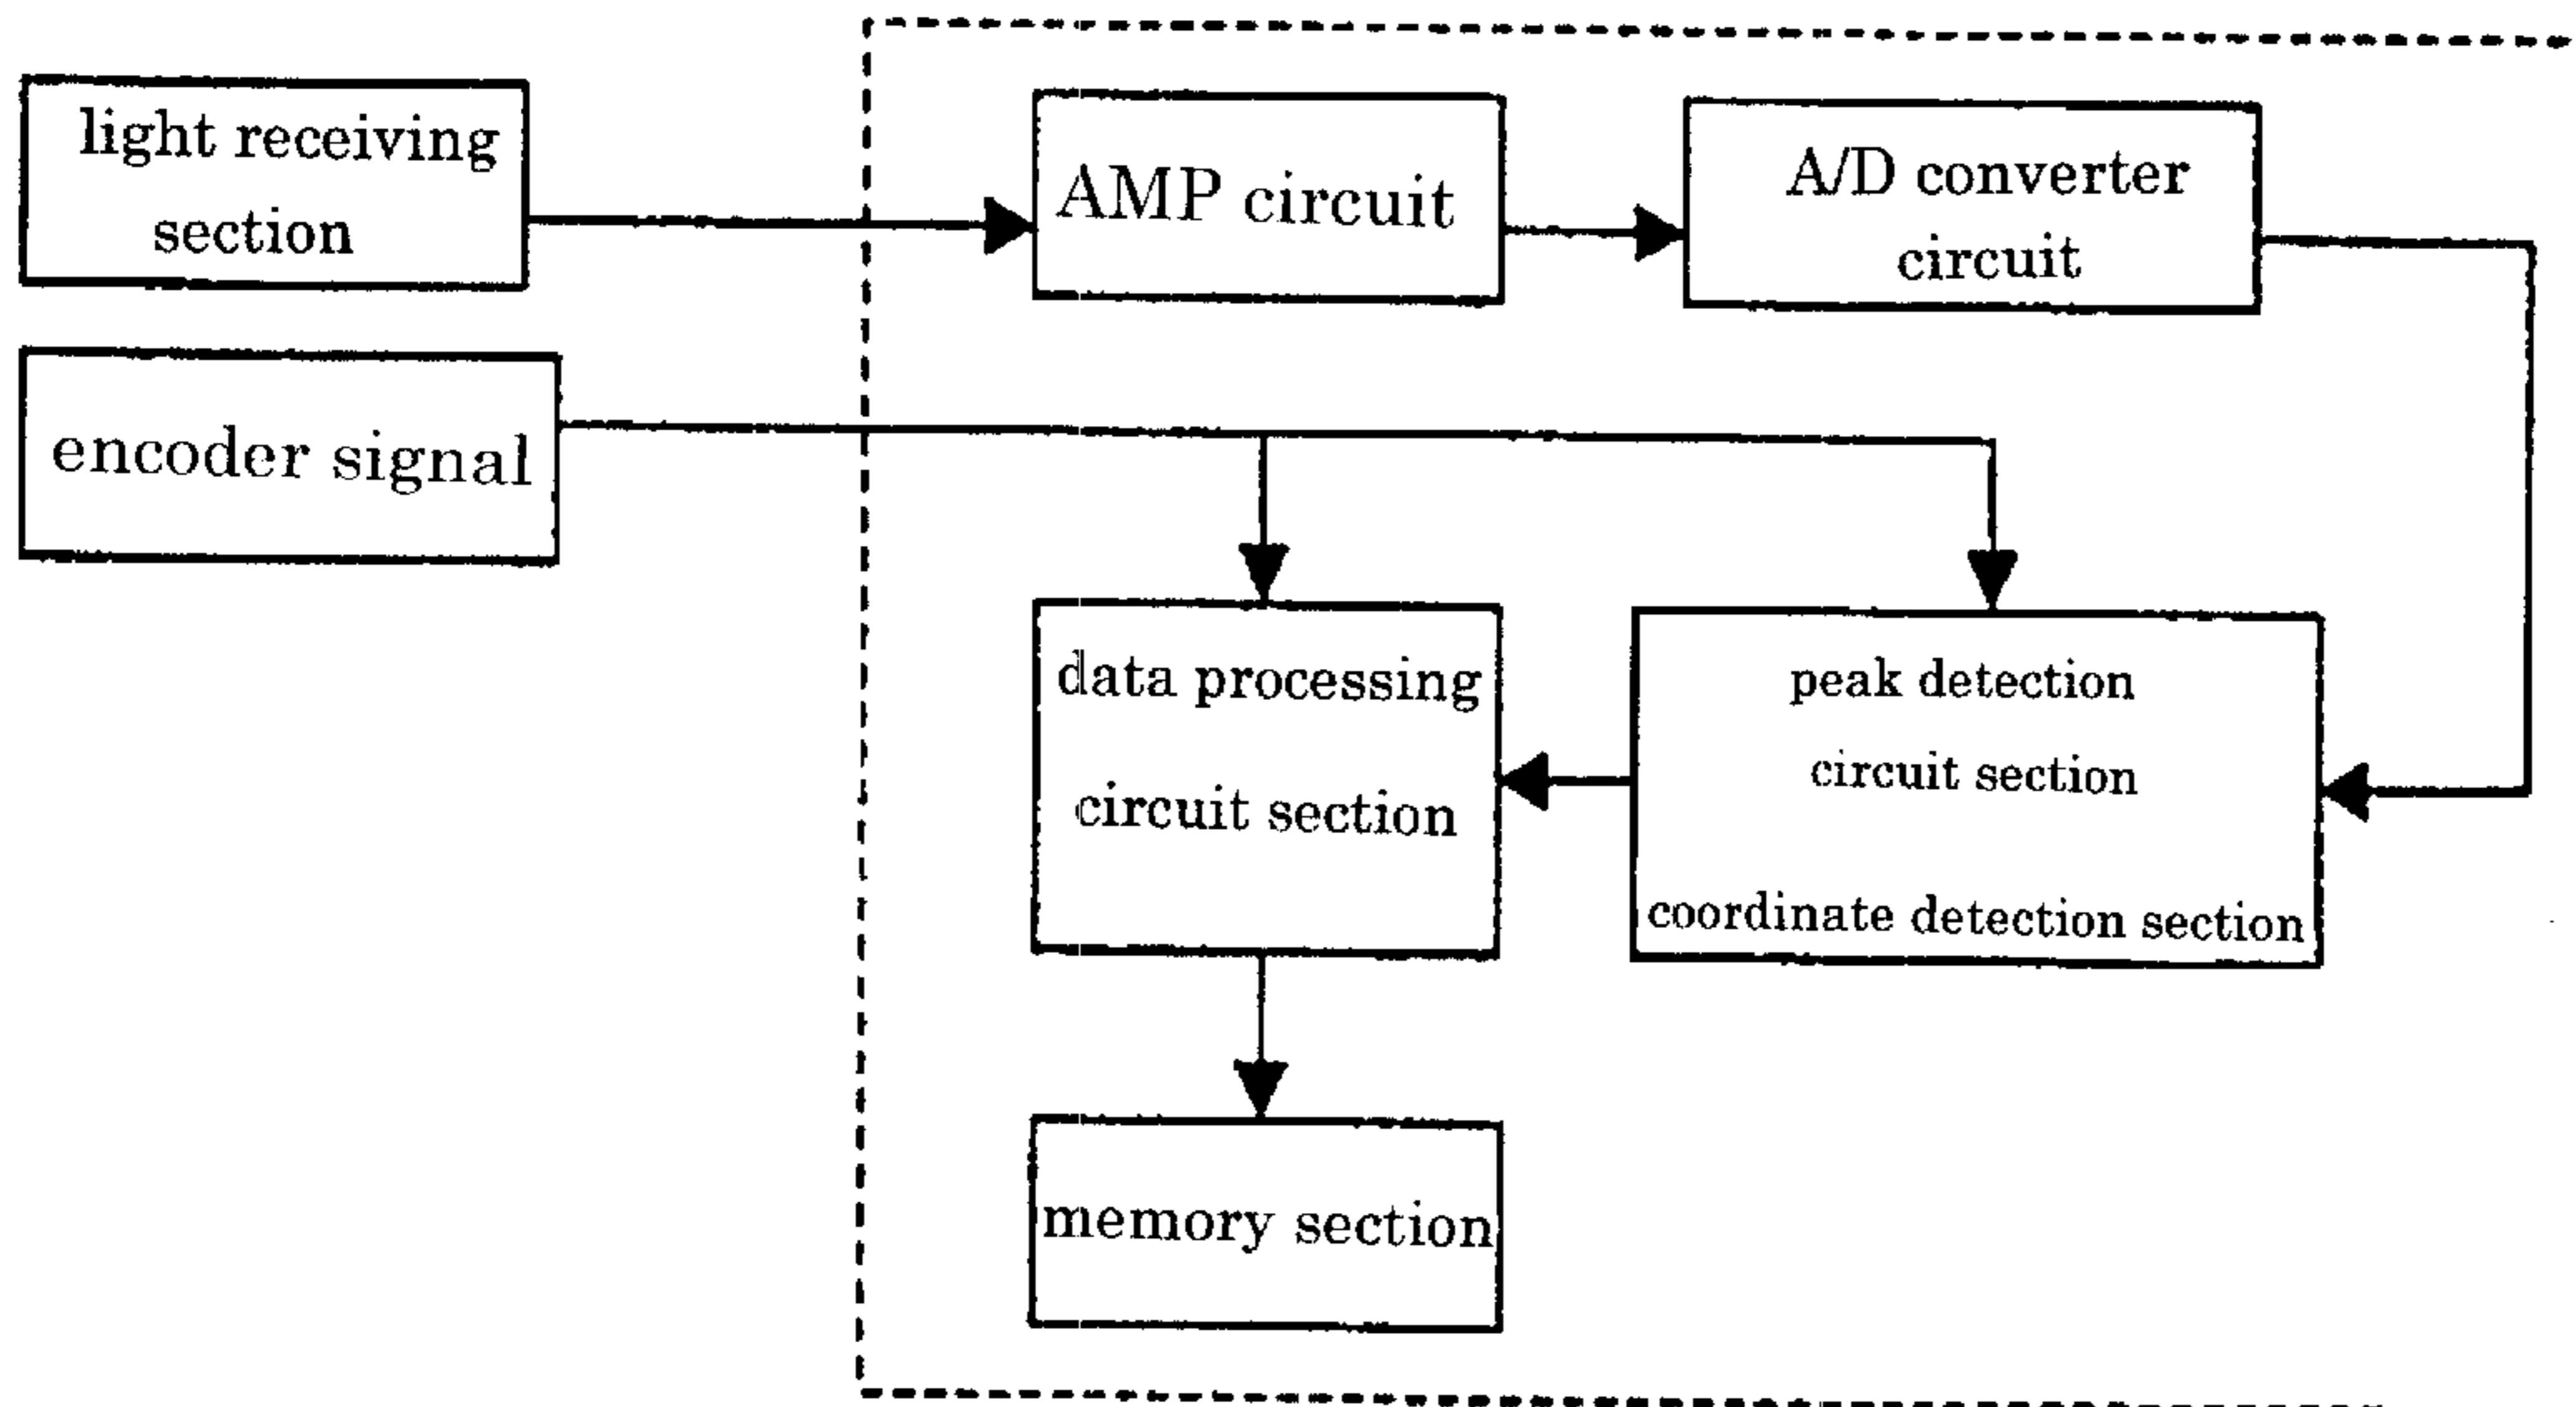 light receiving
section
AMP circuit
A/D converter
circuit
encoder signal
data processing
circuit section
peak detection
circuit section
coordinate detection section
memory section